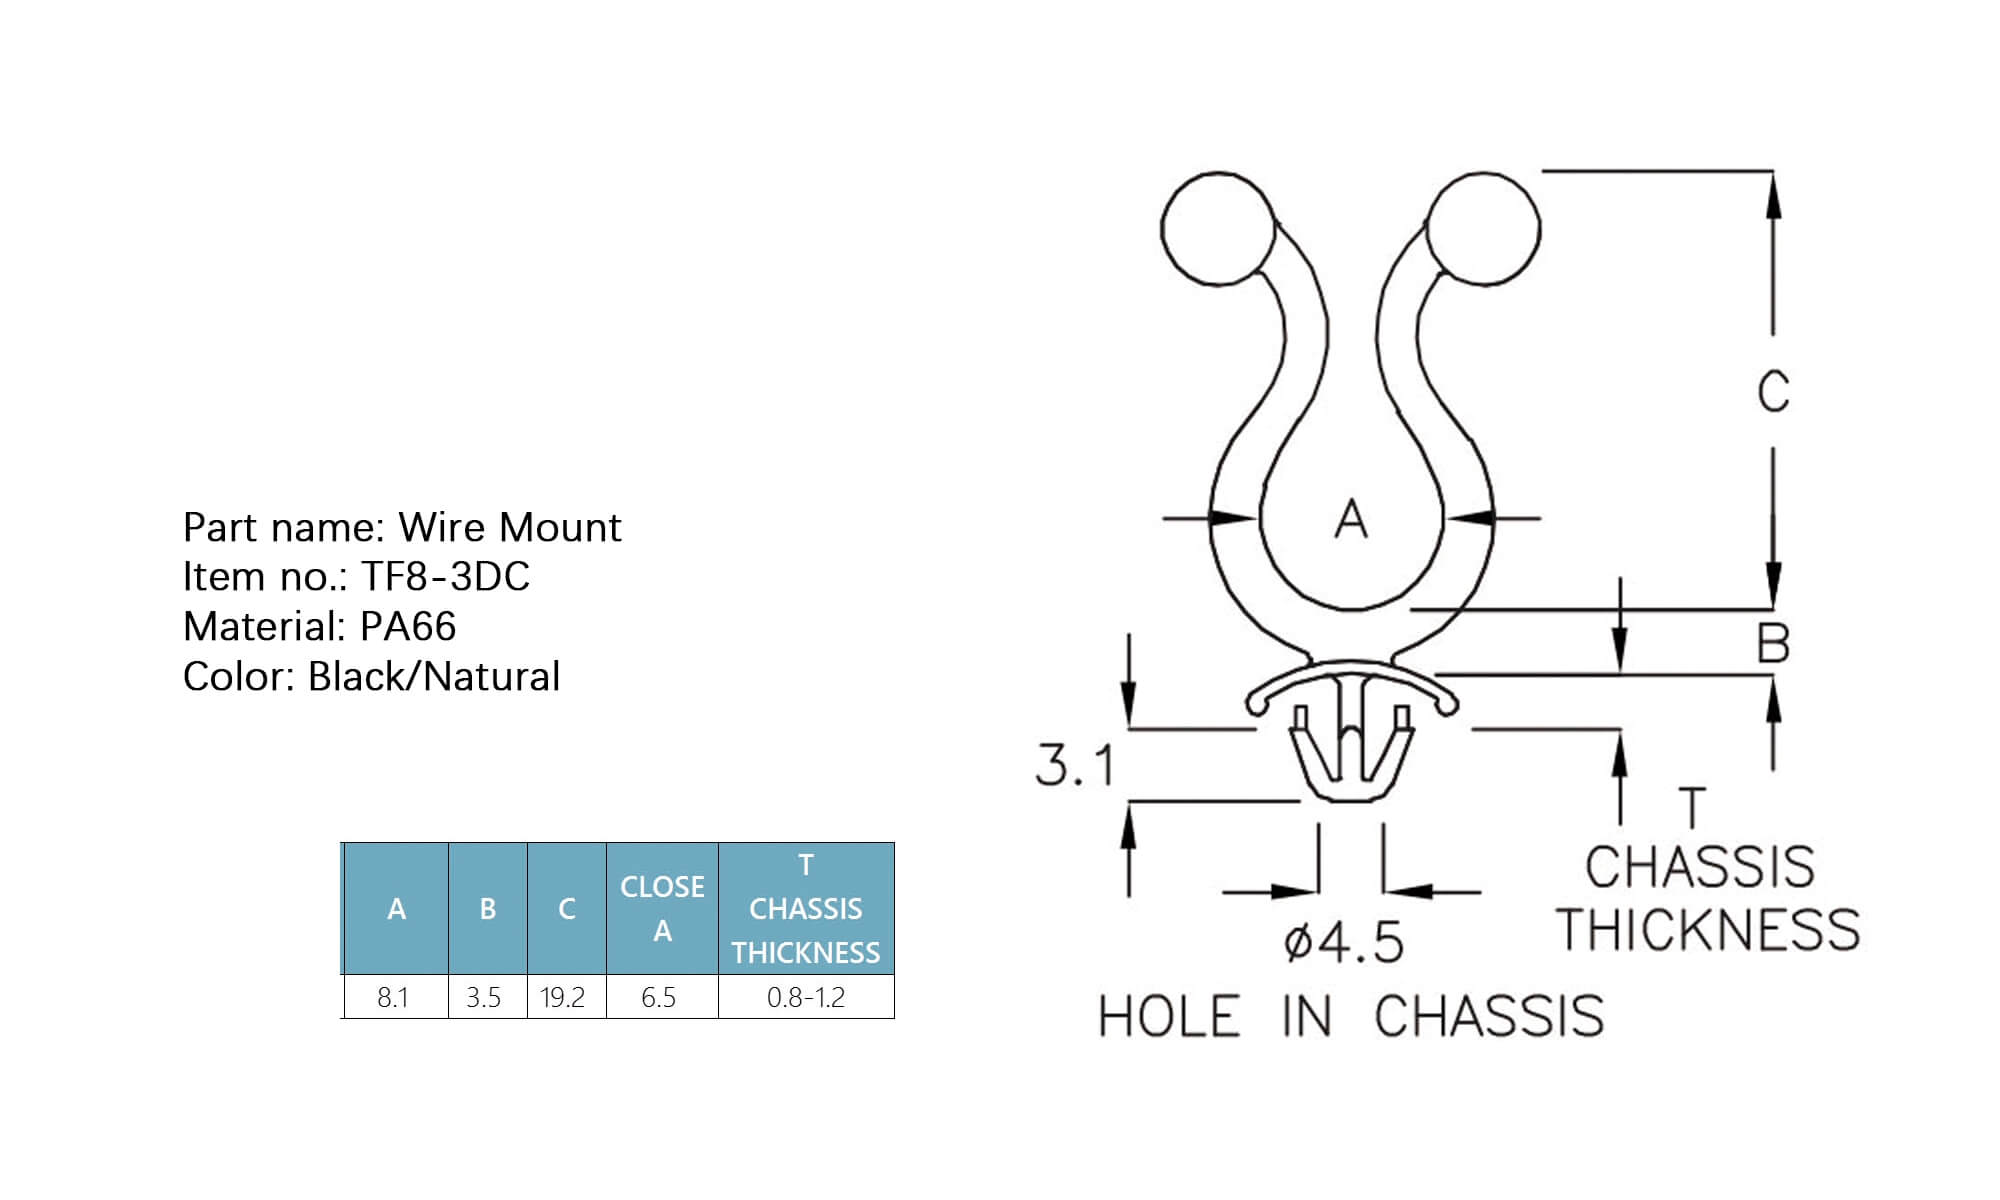 Part name: Wire Mount
Item no.: TF8-3DC
Material: PA66
Color: Black/Natural
A B C CLOSE A T CHASSIS THICKNESS
8.1 3.5 19.2 6.5 0.8-1.2
C
A
B
3.1
T
CHASSIS
THICKNESS
ø4.5
HOLE IN CHASSIS